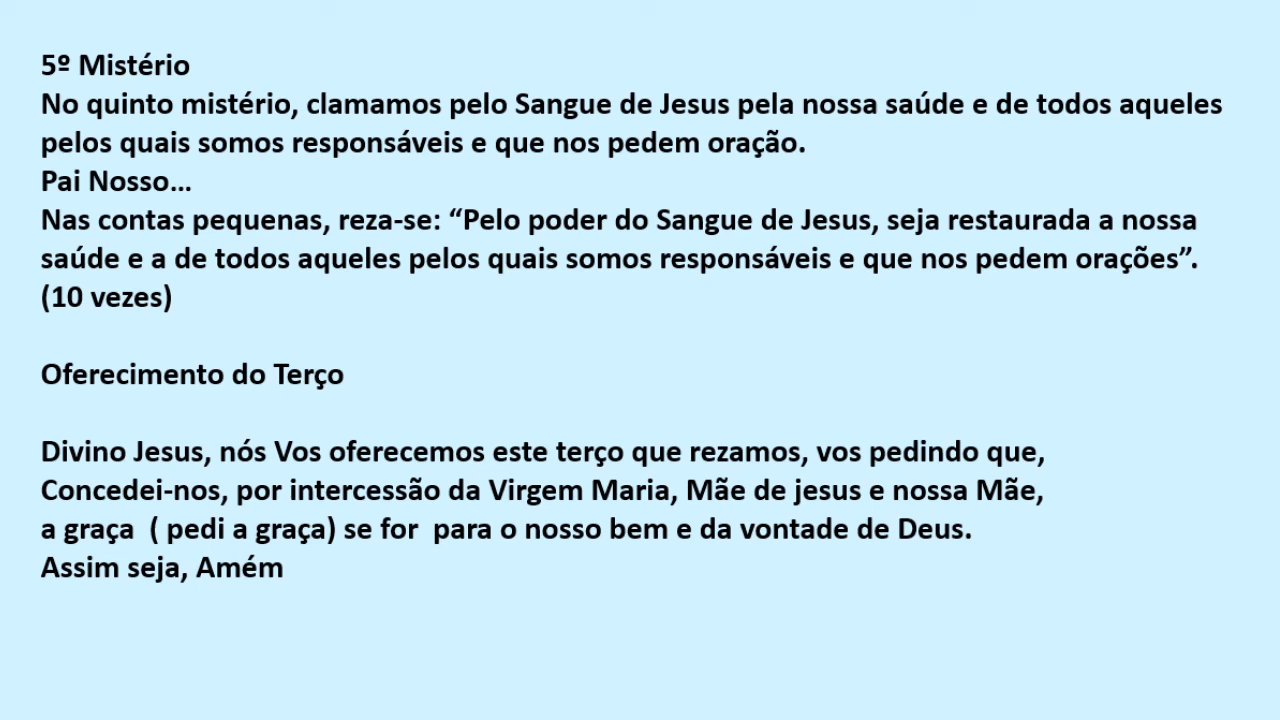 5º Mistério
No quinto mistério, clamamos pelo Sangue de Jesus pela nossa saúde e de todos aqueles
pelos quais somos responsáveis e que nos pedem oração.
Pai Nosso…
Nas contas pequenas, reza-se: “Pelo poder do Sangue de Jesus, seja restaurada a nossa
saúde e a de todos aqueles pelos quais somos responsáveis e que nos pedem orações”.
(10 vezes)
Oferecimento do Terço
Divino Jesus, nós Vos oferecemos este terço que rezamos, vos pedindo que,
Concedei-nos, por intercessão da Virgem Maria, Mãe de jesus e nossa Mãe,
a graça  ( pedi a graça) se for  para o nosso bem e da vontade de Deus.
Assim seja, Amém